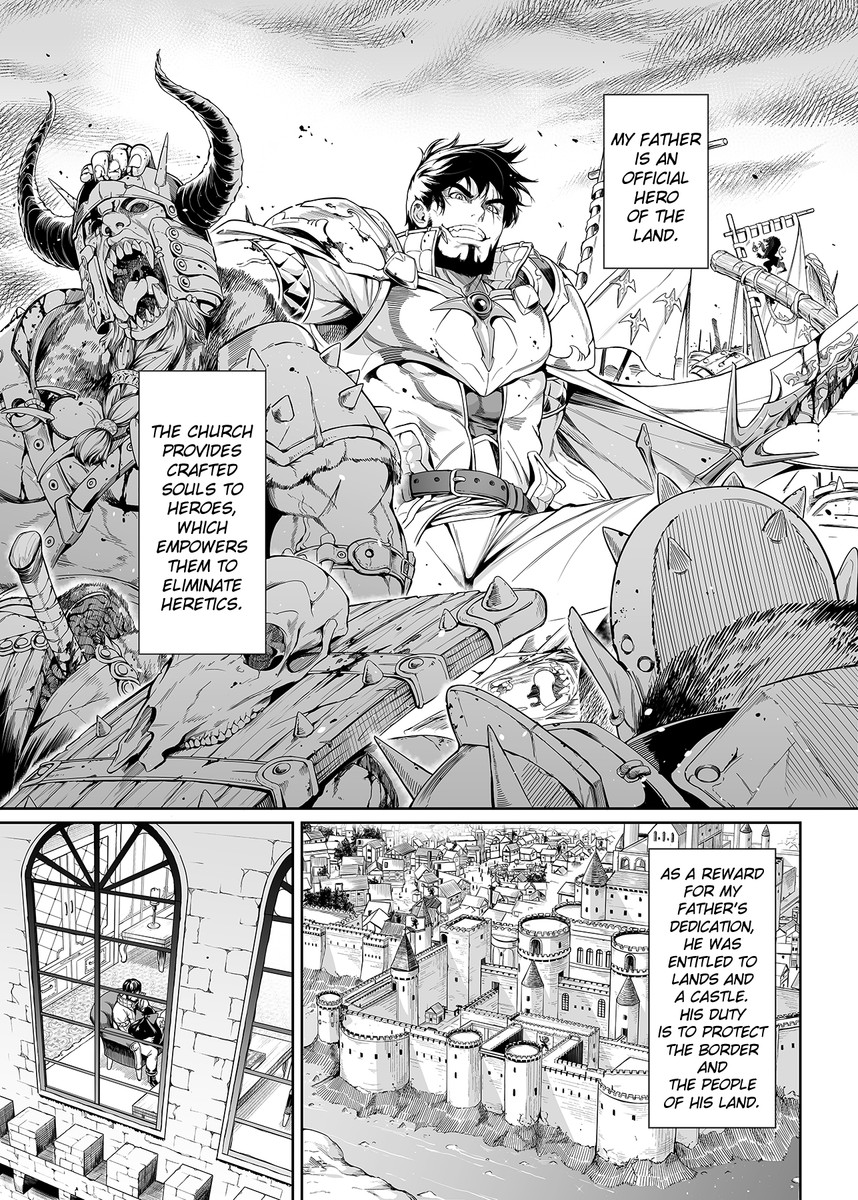 MY FATHER
IS AN
OFFICIAL
HERO
OF THE
LAND.
THE CHURCH
PROVIDES
CRAFTED
SOULS TO
HEROES,
WHICH
EMPOWERS
THEM TO
ELIMINATE
HERETICS.
AS A REWARD
FOR MY
FATHER'S
DEDICATION,
HE WAS
ENTITLED TO
LANDS AND
A CASTLE.
HIS DUTY
IS TO PROTECT
THE BORDER
AND
THE PEOPLE
OF HIS LAND.